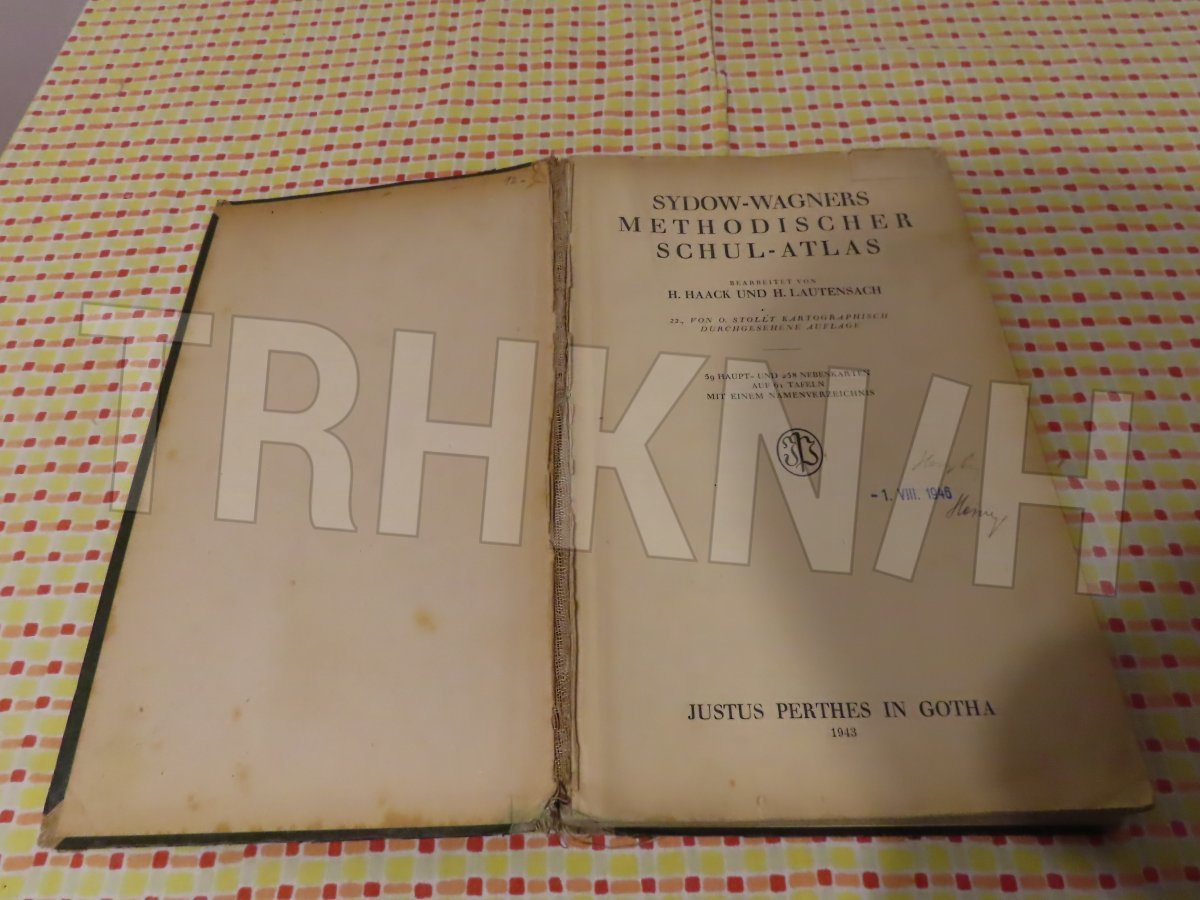 SYDOW-WAGNERS
METHODISCHER
SCHUL-ATLAS
BEARBEITET VON
H. HAACK UND H. LAUTENSACH
22., VON O. STOLLT KARTOGRAPHISCH
DURCHGESEHENE AUFLAGE
HAUPT- UND 258 NEBENKARTEN
AUF 61 TAFELN
MIT EINEM NAMENVERZEICHNIS
- 1. VIII. 1946
JUSTUS PERTHES IN GOTHA
1943
TRHKN/H